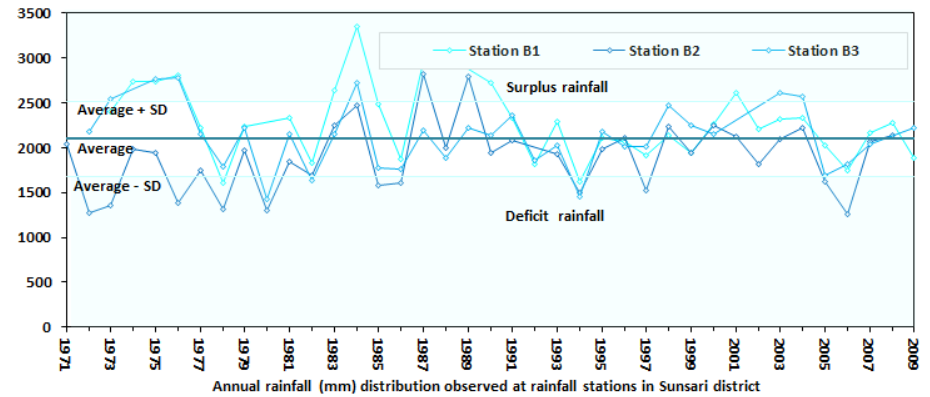 3500
Station B1
Station B2
Station B3
3000
Surplus rainfall
2500
Average + SD
2000
Average
Average - SD
1500
Deficit rainfall
1000
500
0
1971 1973 1975 1977 1979 1981 1983 1985 1987 1989 1991 1993 1995 1997 1999 2001 2003 2005 2007 2009
Annual rainfall (mm) distribution observed at rainfall stations in Sunsari district